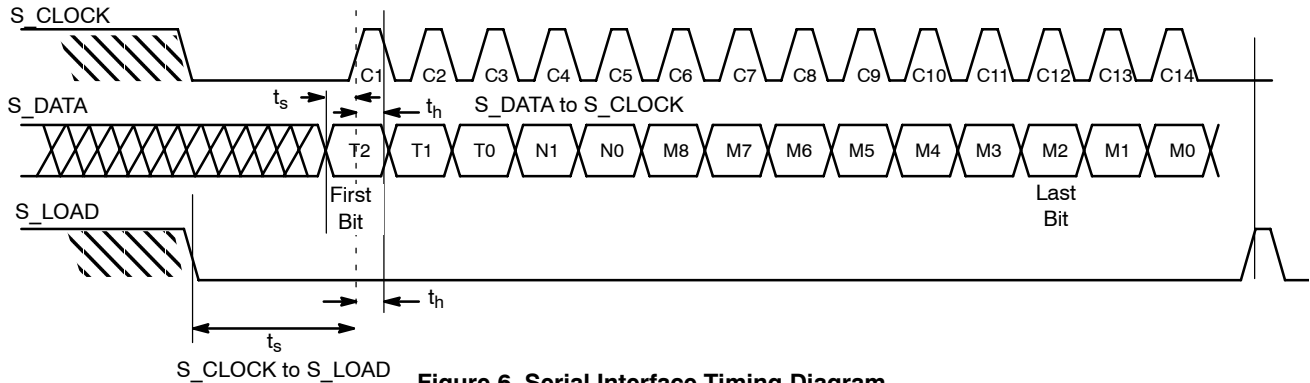 S_CLOCK
C1 C2 C3 C4 C5 C6 C7 C8 C9 C10 C11 C12 C13 C14
ts
th
S_DATA to S_CLOCK
S_DATA
T2 T1 T0 N1 N0 M8 M7 M6 M5 M4 M3 M2 M1 M0
First
Bit
Last
Bit
S_LOAD
th
ts
S_CLOCK to S_LOAD
Figure 6. Serial Interface Timing Diagram